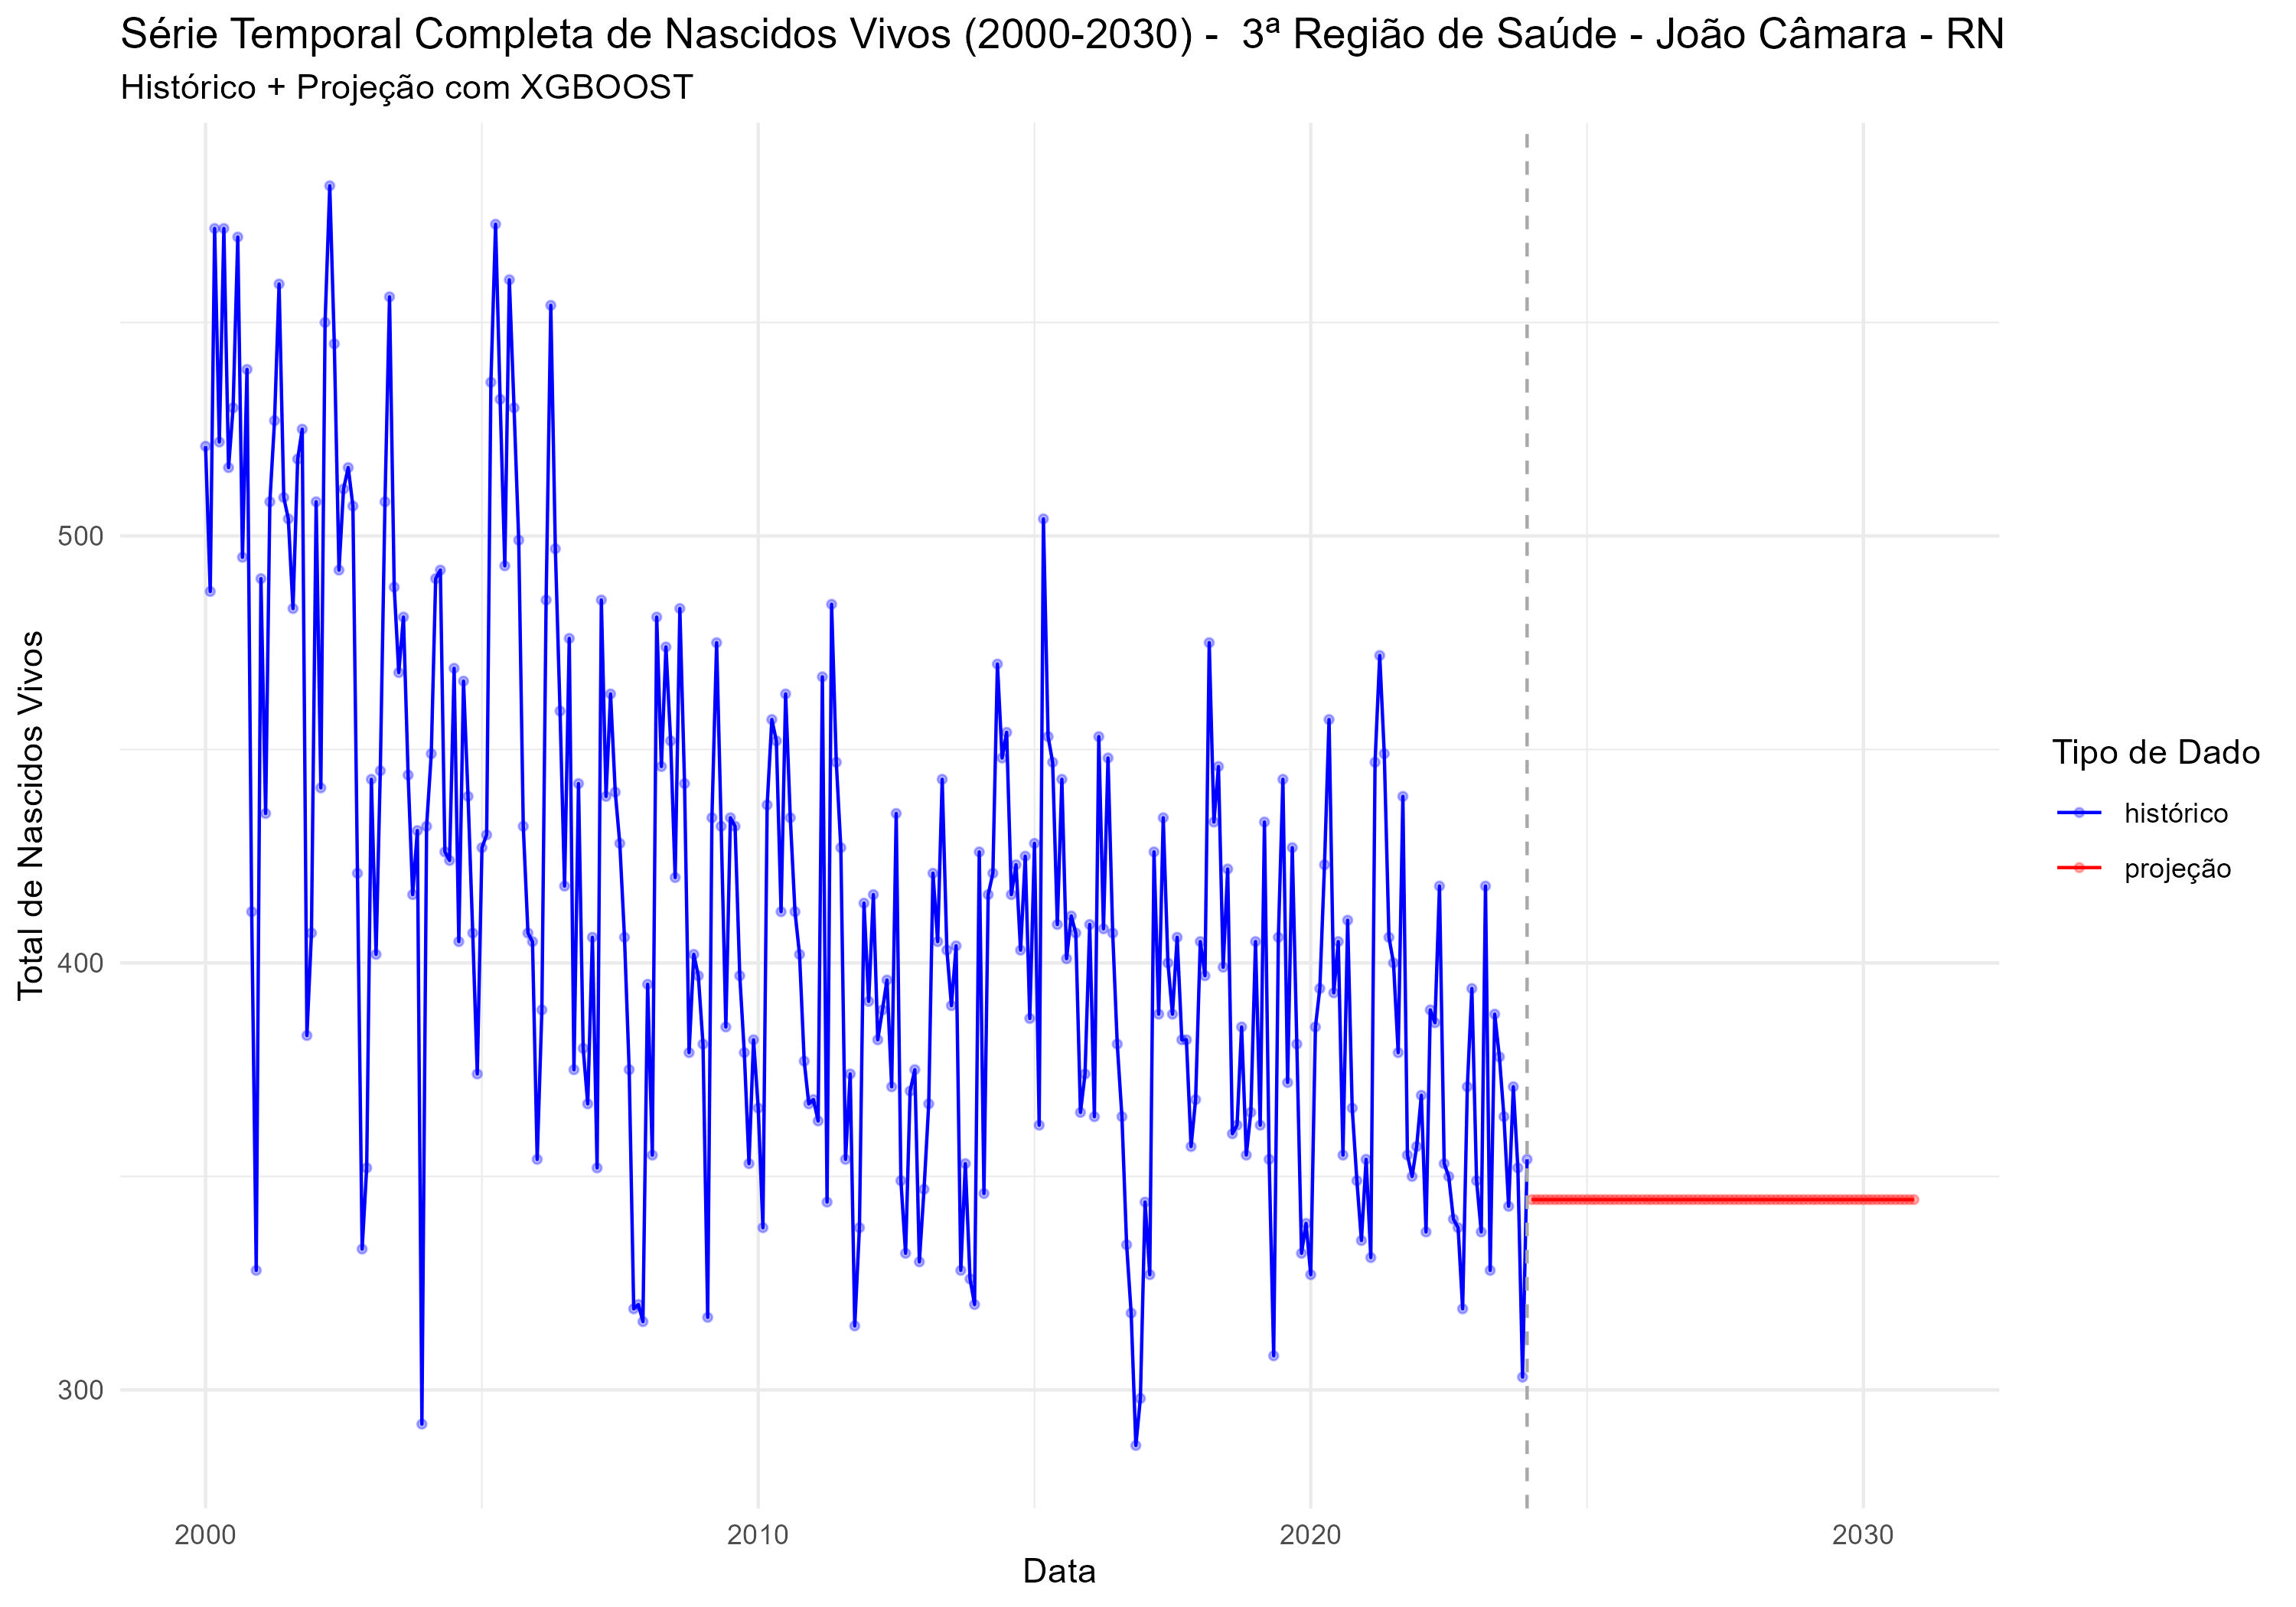 Série Temporal Completa de Nascidos Vivos (2000-2030) -  3ª Região de Saúde - João Câmara - RN
Histórico + Projeção com XGBOOST
Total de Nascidos Vivos
500
400
300
2000
2010
2020
2030
Data
Tipo de Dado
histórico
projeção